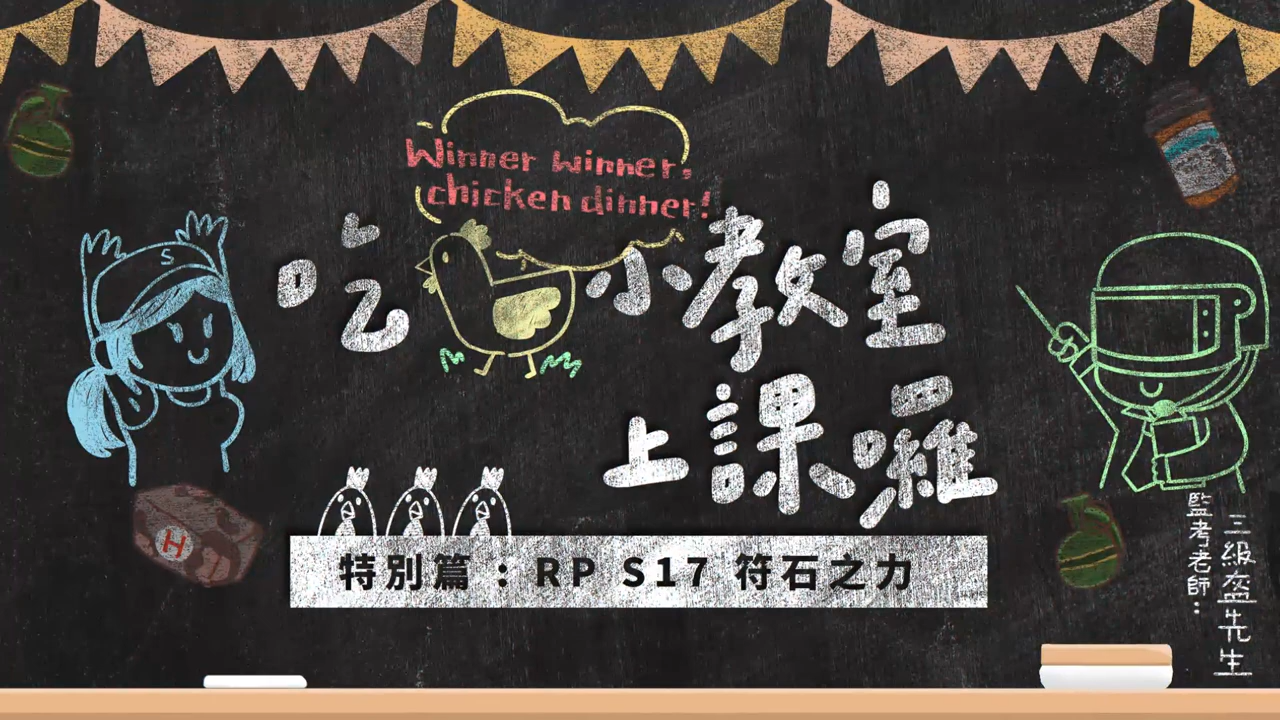 Winner winner,
chicken dinner!
吃 小教室
上課囉
特別篇：RP S17 符石之力
監考老師：
三級盔先生
S
H